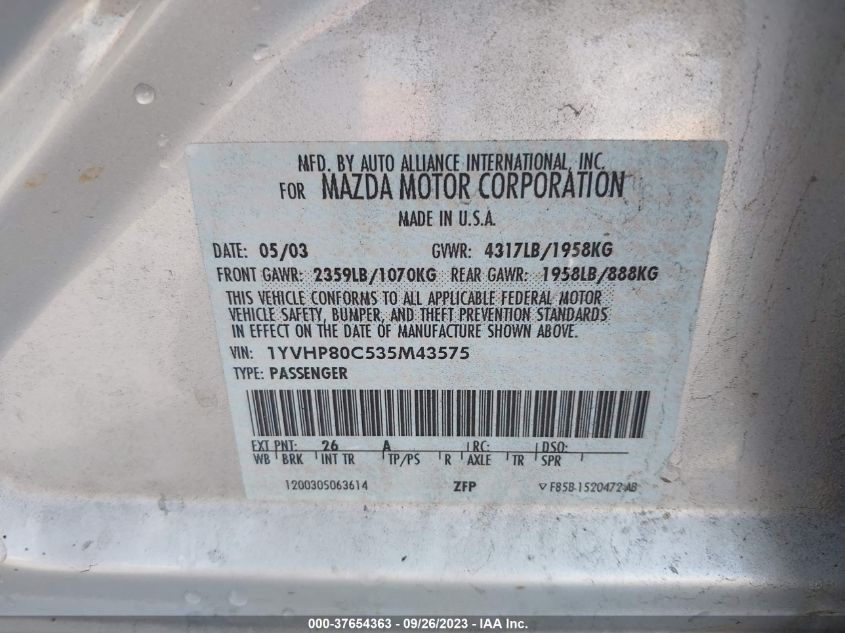 MFD. BY AUTO ALLIANCE INTERNATIONAL, INC.
FOR MAZDA MOTOR CORPORATION
MADE IN U.S.A.
DATE: 05/03 GVWR: 4317LB/1958KG
FRONT GAWR: 2359LB/1070KG REAR GAWR: 1958LB/888KG
THIS VEHICLE CONFORMS TO ALL APPLICABLE FEDERAL MOTOR
VEHICLE SAFETY, BUMPER, AND THEFT PREVENTION STANDARDS
IN EFFECT ON THE DATE OF MANUFACTURE SHOWN ABOVE.
VIN: 1YVHP80C535M43575
TYPE: PASSENGER
EXT PNT: 26 A RC: DSO:
WB BRK INT TR TP/PS R AXLE TR SPR
1200305063614 ZFP F85B-1520472-AB
000-37654363 - 09/26/2023 - IAA Inc.